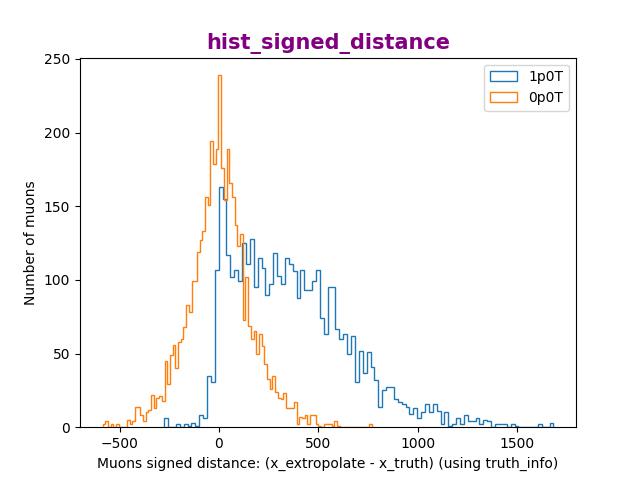 hist_signed_distance
250
200
150
100
50
0
Number of muons
1p0T
0p0T
−500
0
500
1000
1500
Muons signed distance: (x_extropolate - x_truth) (using truth_info)